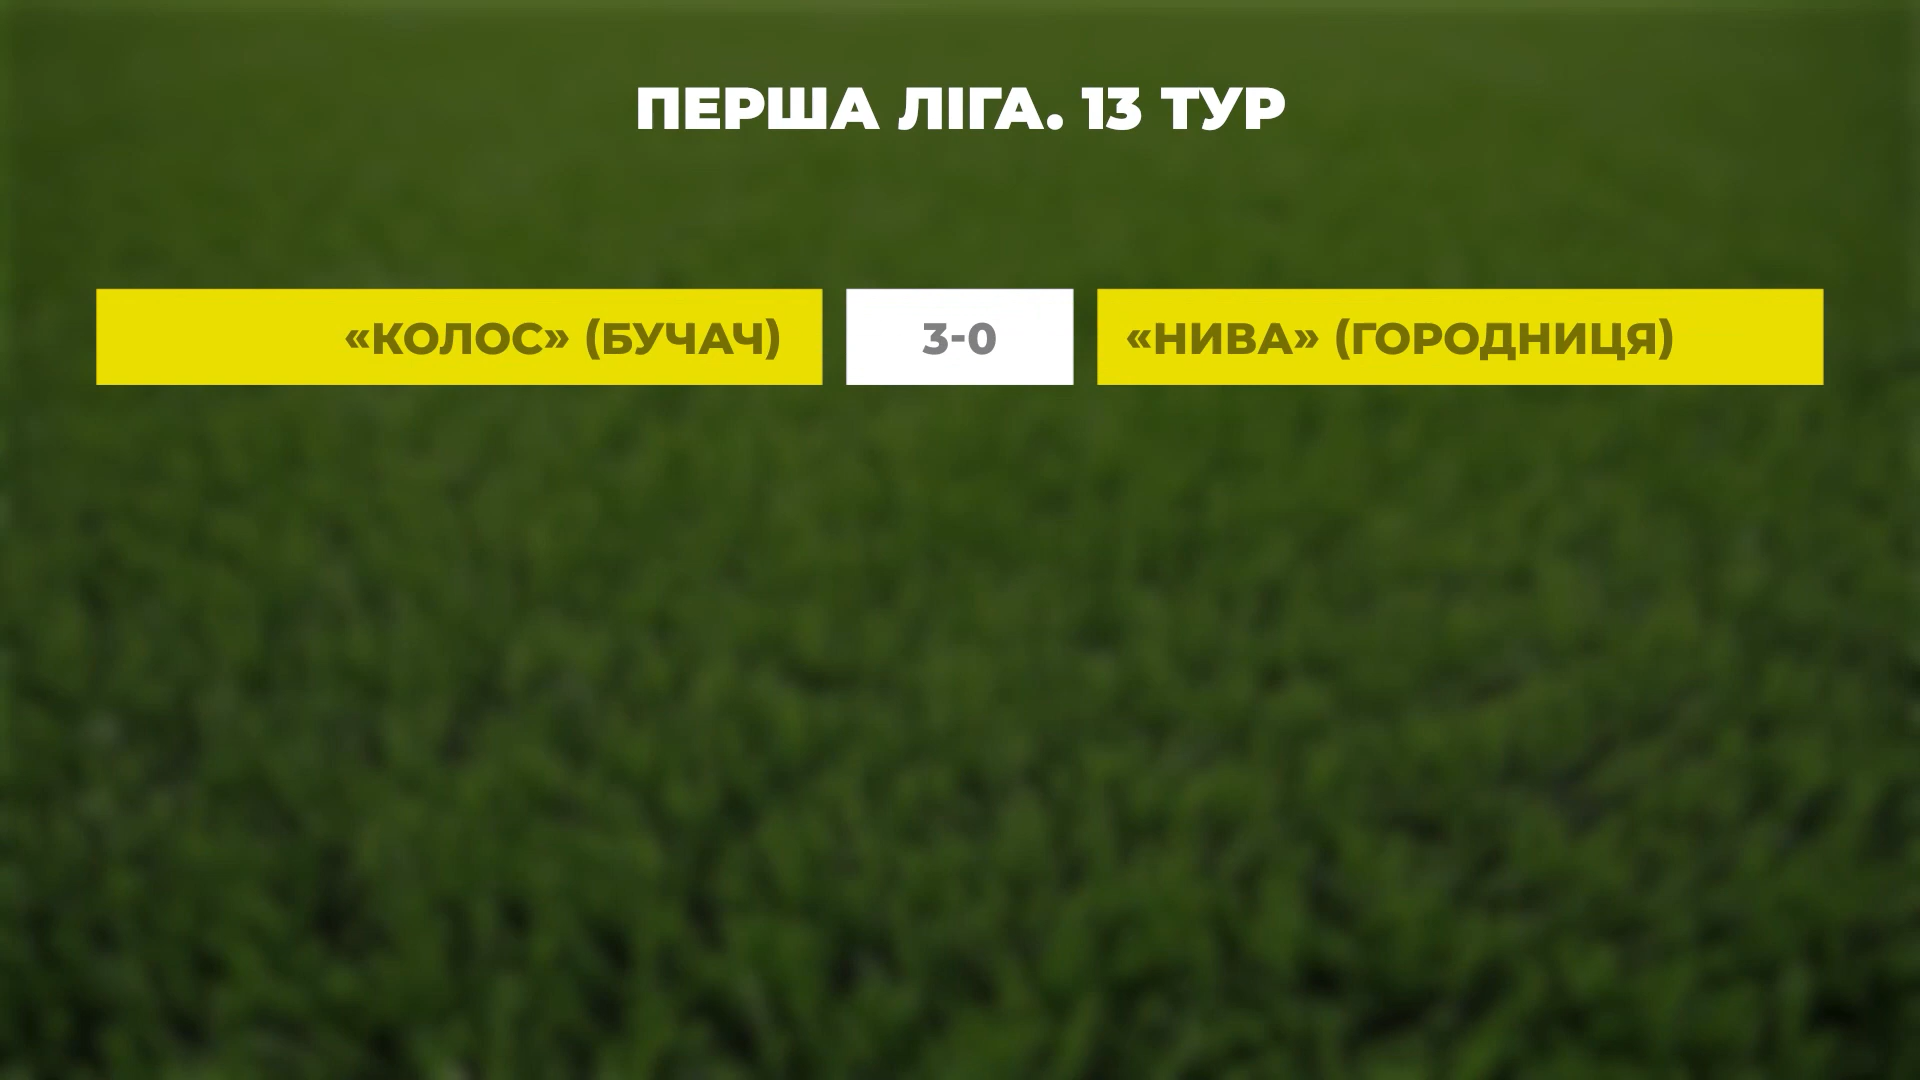 ПЕРША ЛІГА. 13 ТУР
«КОЛОС» (БУЧАЧ) 3-0 «НИВА» (ГОРОДНИЦЯ)